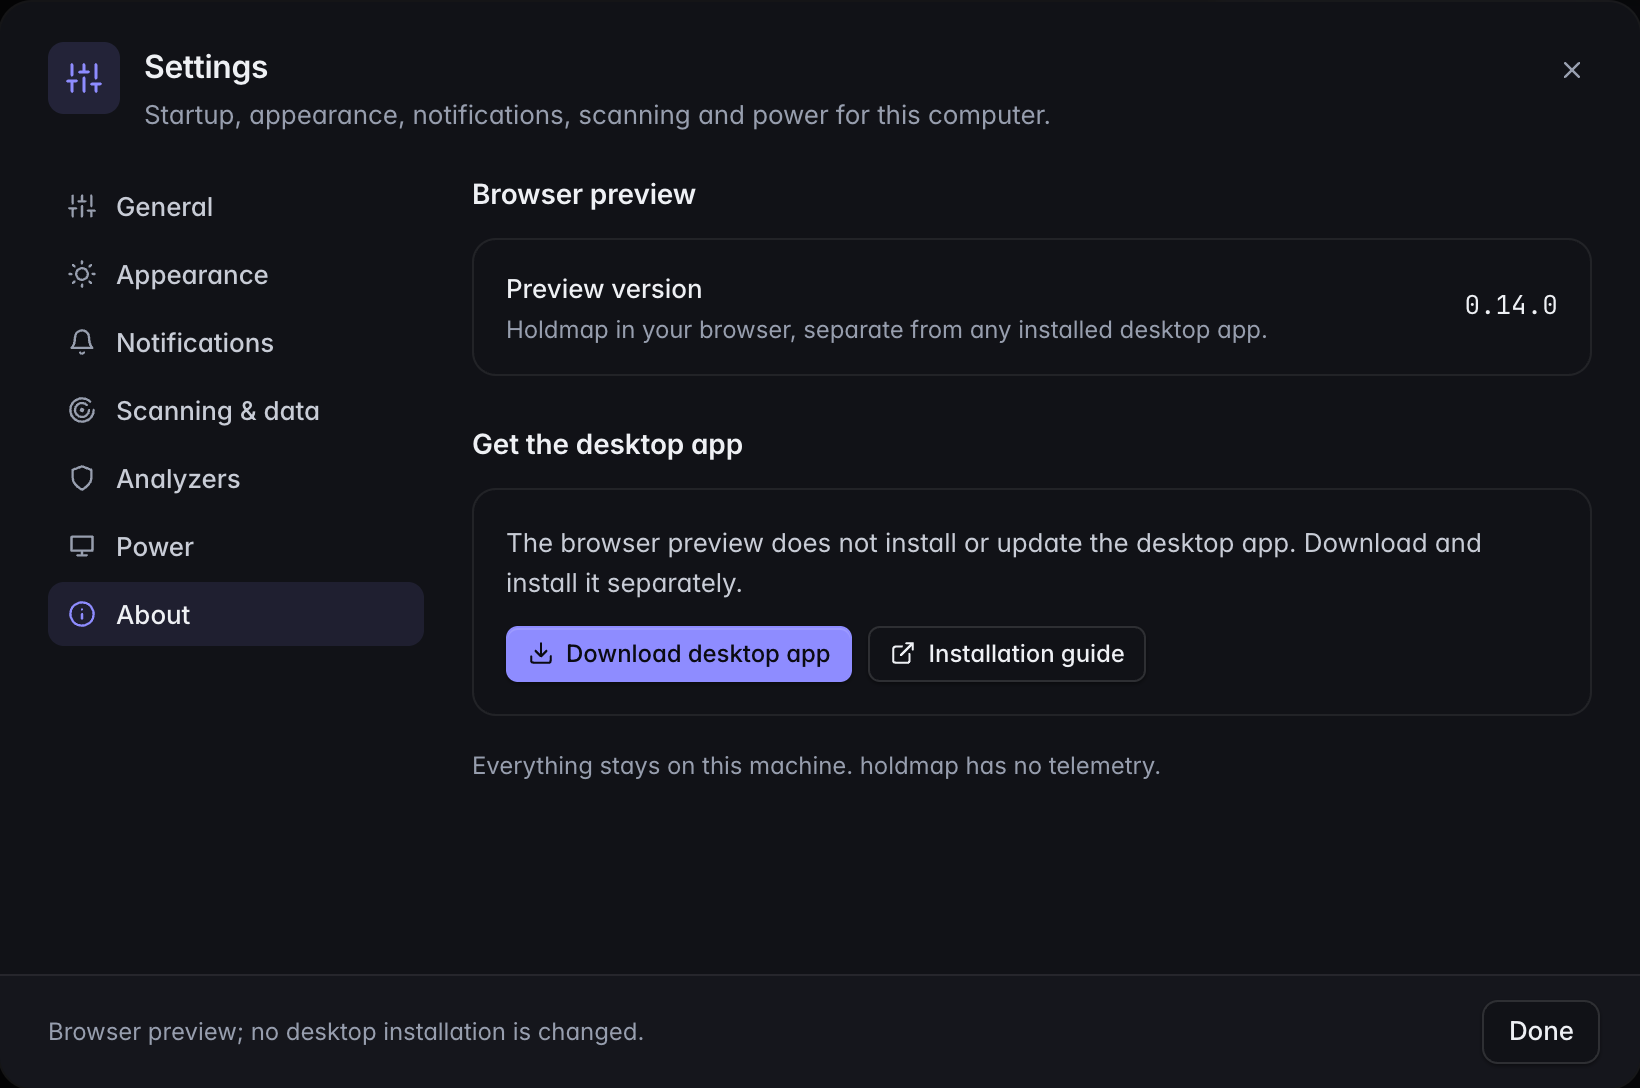 Settings
Startup, appearance, notifications, scanning and power for this computer.
General
Appearance
Notifications
Scanning & data
Analyzers
Power
About
Browser preview
Preview version
Holdmap in your browser, separate from any installed desktop app.
0.14.0
Get the desktop app
The browser preview does not install or update the desktop app. Download and
install it separately.
Download desktop app
Installation guide
Everything stays on this machine. holdmap has no telemetry.
Browser preview; no desktop installation is changed.
Done